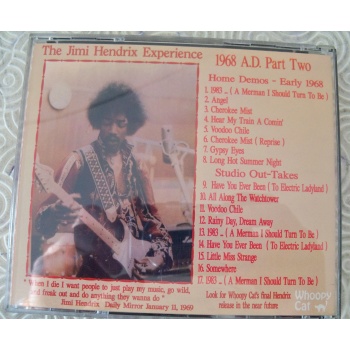 The Jimi Hendrix Experience
1968 A.D. Part Two
Home Demos - Early 1968
1. 1983 ... ( A Merman I Should Turn To Be )
2. Angel
3. Cherokee Mist
4. Hear My Train A Comin'
5. Voodoo Chile
6. Cherokee Mist ( Reprise )
7. Gypsy Eyes
8. Long Hot Summer Night
Studio Out-Takes
9. Have You Ever Been ( To Electric Ladyland )
10. All Along The Watchtower
11. Voodoo Chile
12. Rainy Day, Dream Away
13. 1983 ... ( A Merman I Should Turn To Be )
14. Have You Ever Been ( To Electric Ladyland )
15. Little Miss Strange
16. Somewhere
17. 1983 ... ( A Merman I Should Turn To Be )
Look for Whoopy Cat's final Hendrix
release in the near future
Whoopy
Cat
"When I die I want people to just play my music, go wild,
and freak out and do anything they wanna do"
Jimi Hendrix Daily Mirror January 11, 1969